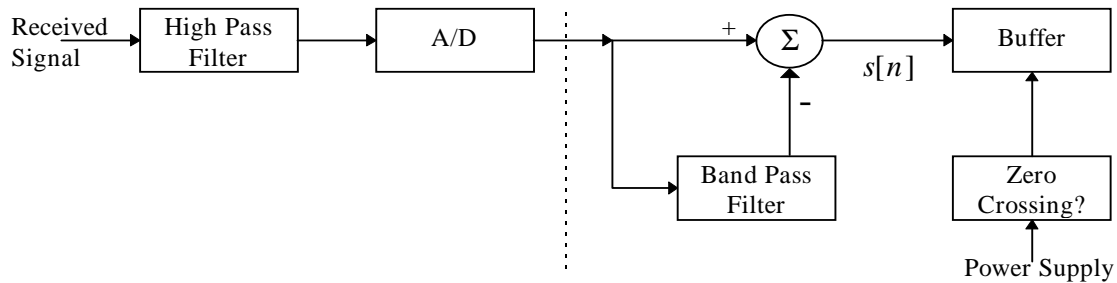 Received
Signal
High Pass
Filter
A/D
+
Σ
-
s[n]
Buffer
Band Pass
Filter
Zero
Crossing?
Power Supply